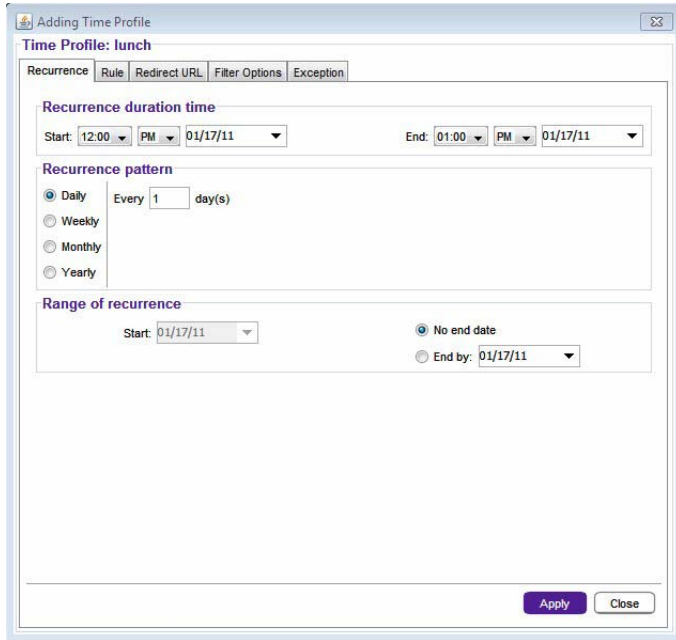 Adding Time Profile
Time Profile: lunch
Recurrence Rule Redirect URL Filter Options Exception
Recurrence duration time
Start: 12:00 PM 01/17/11 End: 01:00 PM 01/17/11
Recurrence pattern
Daily Every 1 day(s)
Weekly
Monthly
Yearly
Range of recurrence
Start: 01/17/11 No end date
End by: 01/17/11
Apply Close